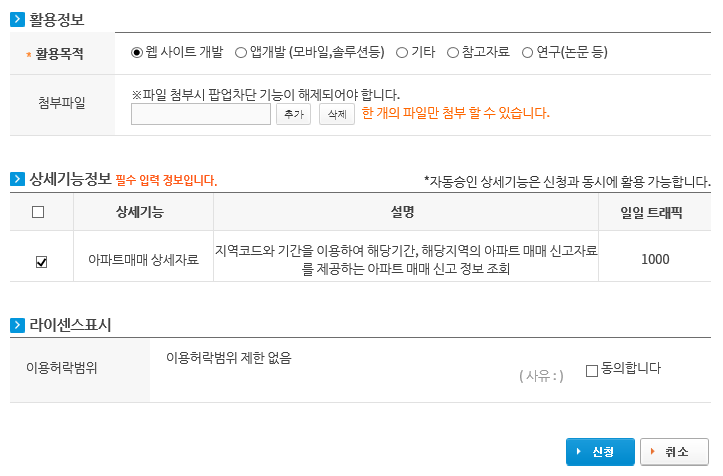 활용정보
* 활용목적
웹 사이트 개발 앱개발 (모바일,솔루션등) 기타 참고자료 연구(논문 등)
첨부파일
※파일 첨부시 팝업차단 기능이 해제되어야 합니다.
추가 삭제 한 개의 파일만 첨부 할 수 있습니다.
상세기능정보 필수 입력 정보입니다.
*자동승인 상세기능은 신청과 동시에 활용 가능합니다.
상세기능 설명 일일 트래픽
아파트매매 상세자료
지역코드와 기간을 이용하여 해당기간, 해당지역의 아파트 매매 신고자료
를 제공하는 아파트 매매 신고 정보 조회
1000
라이센스표시
이용허락범위
이용허락범위 제한 없음
( 사유 : )
동의합니다
신청 취소